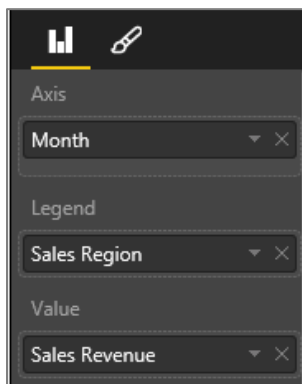 Axis
Month
Legend
Sales Region
Value
Sales Revenue